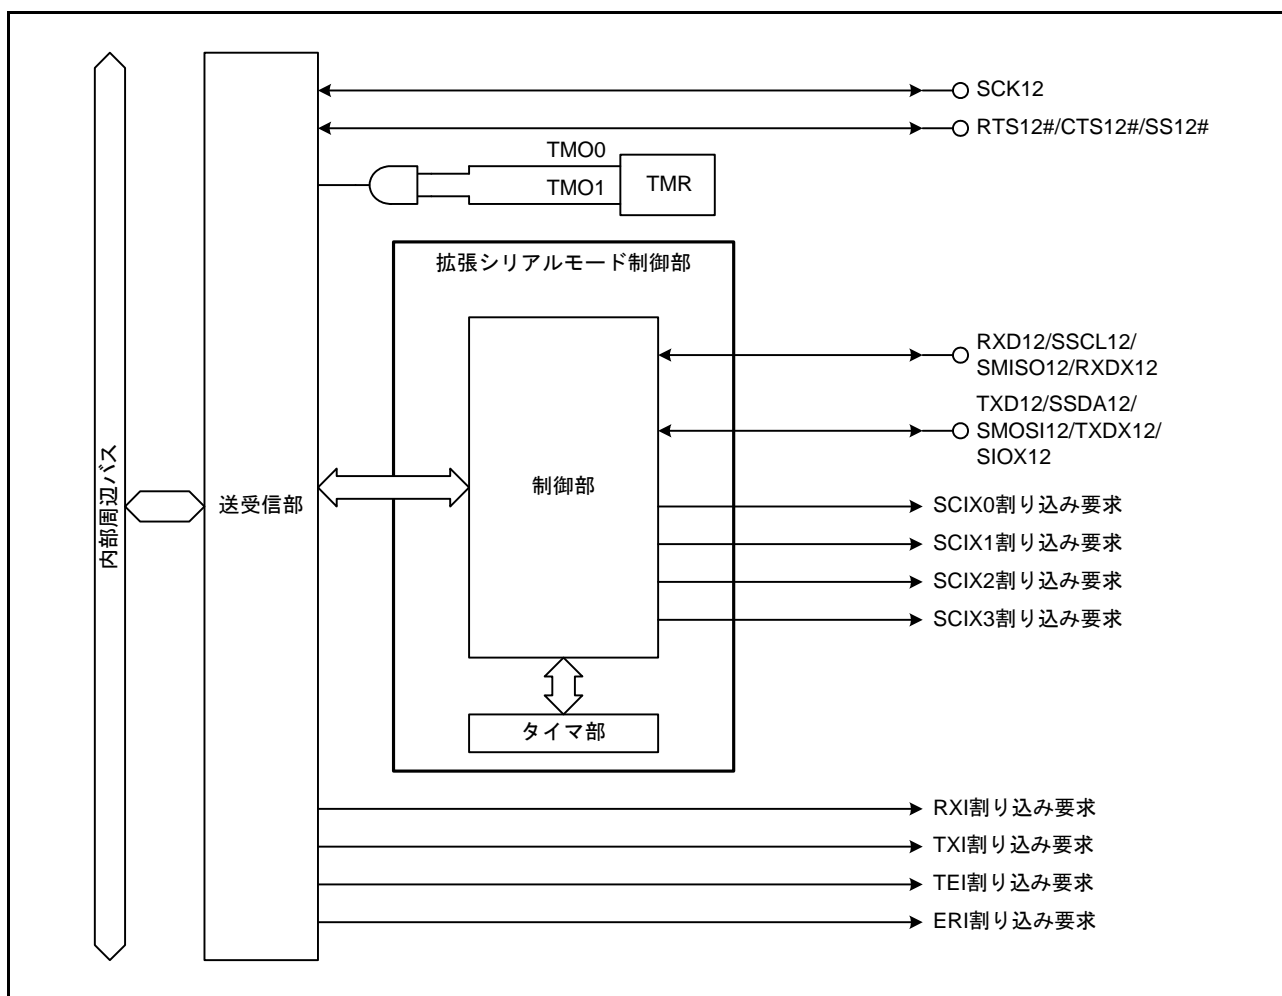 SCK12
RTS12#/CTS12#/SS12#
TMO0
TMO1
TMR
拡張シリアルモード制御部
RXD12/SSCL12/
SMISO12/RXDX12
TXD12/SSDA12/
SMOSI12/TXDX12/
SIOX12
内部周辺バス
送受信部
制御部
SCIX0割り込み要求
SCIX1割り込み要求
SCIX2割り込み要求
SCIX3割り込み要求
タイマ部
RXI割り込み要求
TXI割り込み要求
TEI割り込み要求
ERI割り込み要求